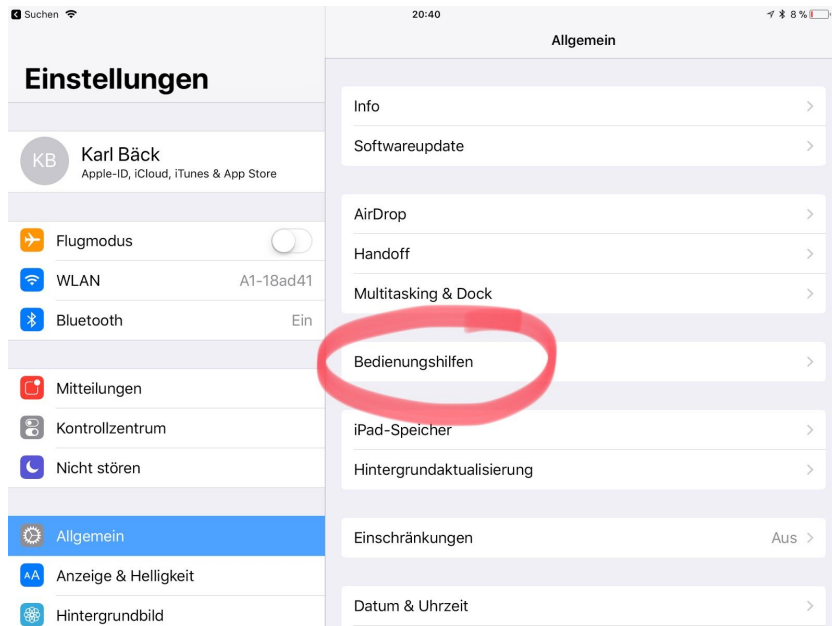 Suchen
20:40
8 %
Einstellungen
KB
Karl Bäck
Apple-ID, iCloud, iTunes & App Store
Flugmodus
WLAN
A1-18ad41
Bluetooth
Ein
Mitteilungen
Kontrollzentrum
Nicht stören
Allgemein
AA
Anzeige & Helligkeit
Hintergrundbild
Allgemein
Info
Softwareupdate
AirDrop
Handoff
Multitasking & Dock
Bedienungshilfen
iPad-Speicher
Hintergrundaktualisierung
Einschränkungen
Aus
Datum & Uhrzeit